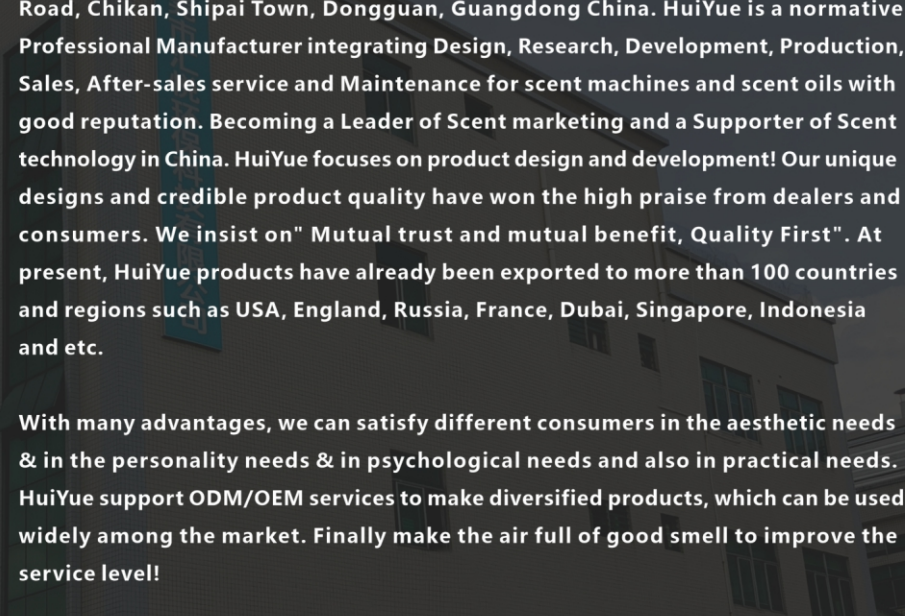 Road, Chikan, Shipai Town, Dongguan, Guangdong China. HuiYue is a normative
Professional Manufacturer integrating Design, Research, Development, Production,
Sales, After-sales service and Maintenance for scent machines and scent oils with
good reputation. Becoming a Leader of Scent marketing and a Supporter of Scent
technology in China. HuiYue focuses on product design and development! Our unique
designs and credible product quality have won the high praise from dealers and
consumers. We insist on" Mutual trust and mutual benefit, Quality First". At
present, HuiYue products have already been exported to more than 100 countries
and regions such as USA, England, Russia, France, Dubai, Singapore, Indonesia
and etc.
With many advantages, we can satisfy different consumers in the aesthetic needs
& in the personality needs & in psychological needs and also in practical needs.
HuiYue support ODM/OEM services to make diversified products, which can be used
widely among the market. Finally make the air full of good smell to improve the
service level!